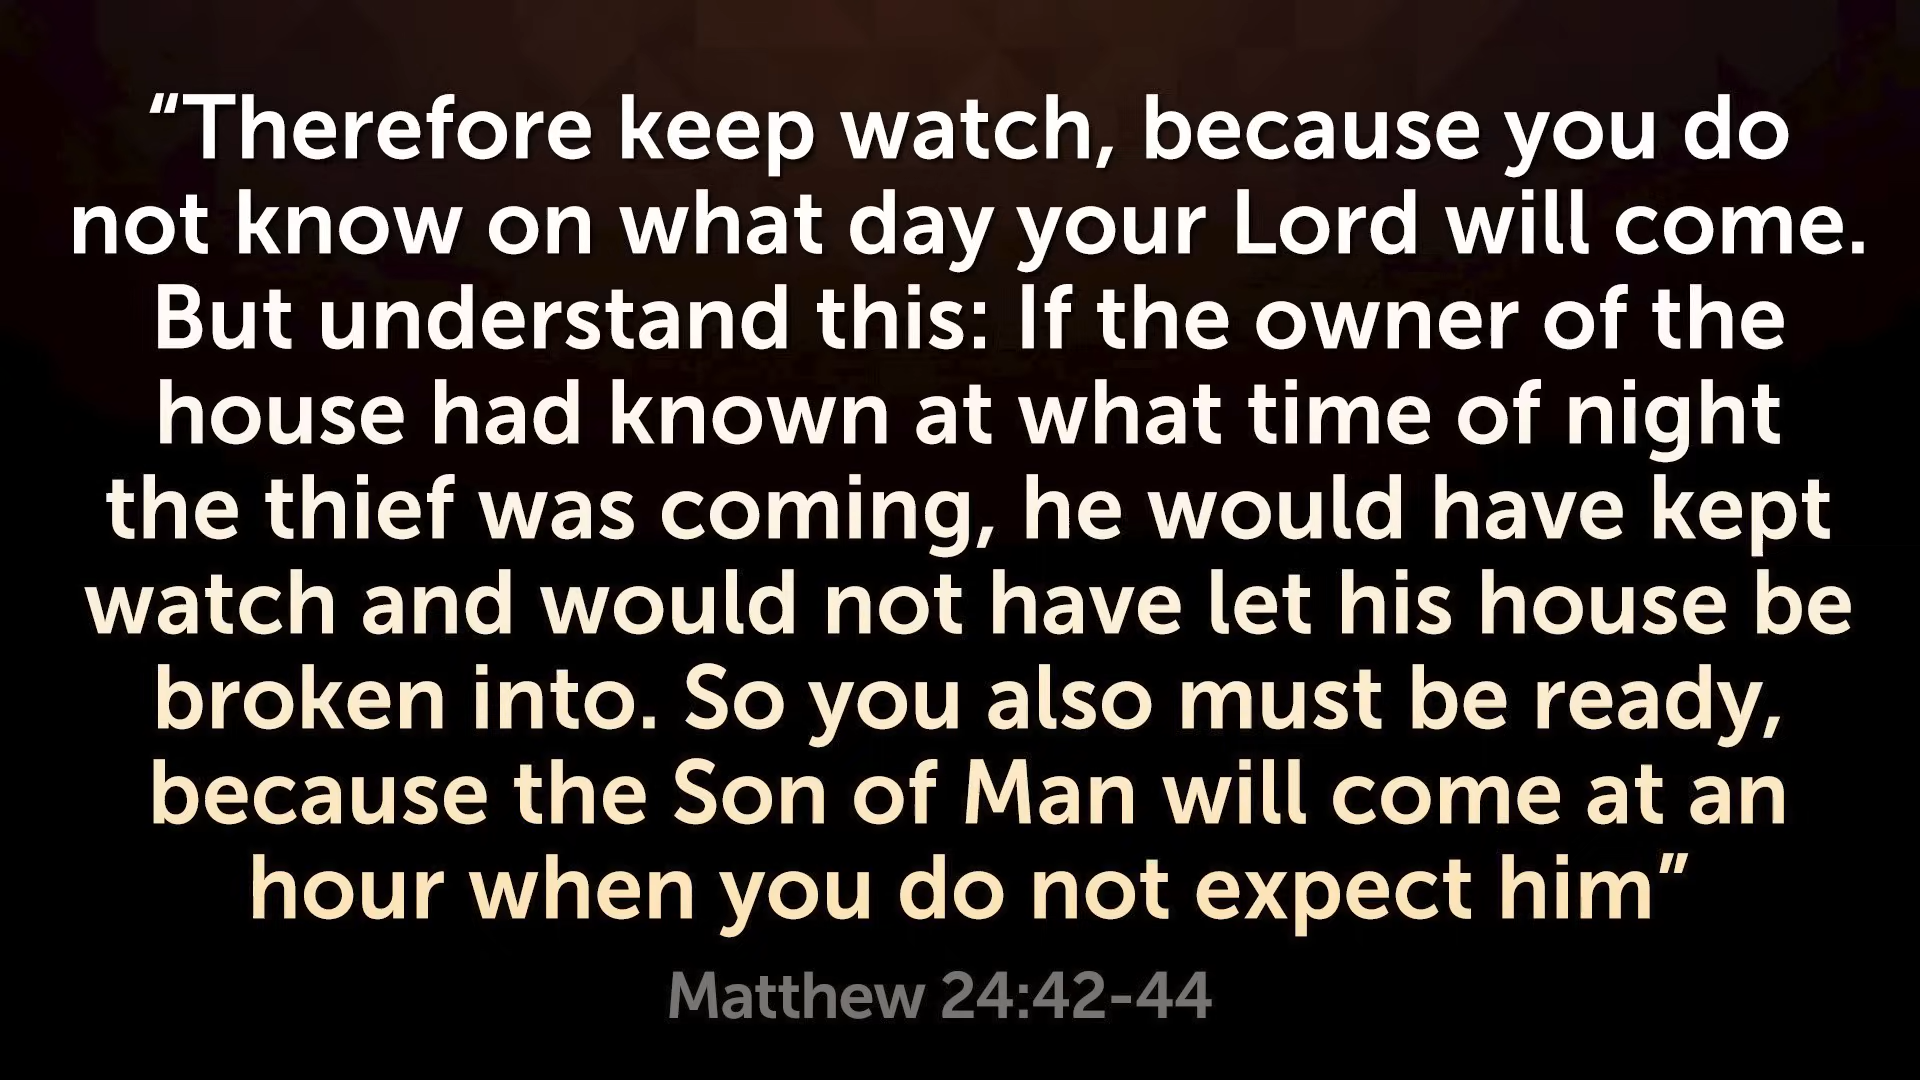 “Therefore keep watch, because you do
not know on what day your Lord will come.
But understand this: If the owner of the
house had known at what time of night
the thief was coming, he would have kept
watch and would not have let his house be
broken into. So you also must be ready,
because the Son of Man will come at an
hour when you do not expect him”
Matthew 24:42-44